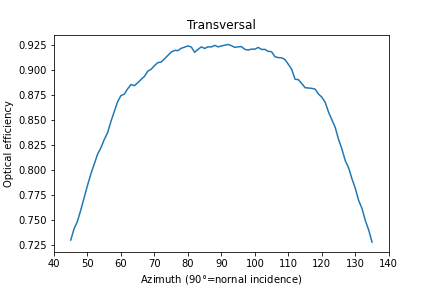 Transversal
0.925
0.900
0.875
0.850
0.825
0.800
0.775
0.750
0.725
Optical efficiency
40 50 60 70 80 90 100 110 120 130 140
Azimuth (90°=nornal incidence)